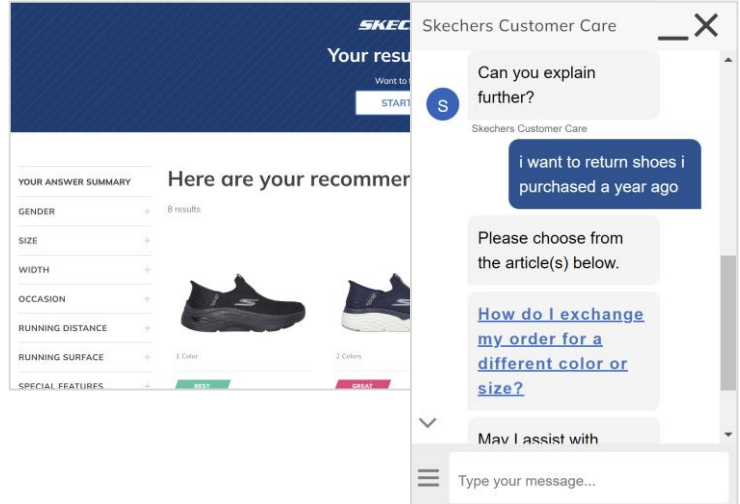 SKEC
Your resu
Want to
START
YOUR ANSWER SUMMARY
GENDER +
SIZE +
WIDTH +
OCCASION +
RUNNING DISTANCE +
RUNNING SURFACE +
SPECIAL FEATURES +
Here are your recommen
8 results
1 Color
2 Colors
BEST
GREAT
Skechers Customer Care
Can you explain
further?
S
Skechers Customer Care
i want to return shoes i
purchased a year ago
Please choose from
the article(s) below.
How do I exchange
my order for a
different color or
size?
May I assist with
Type your message...